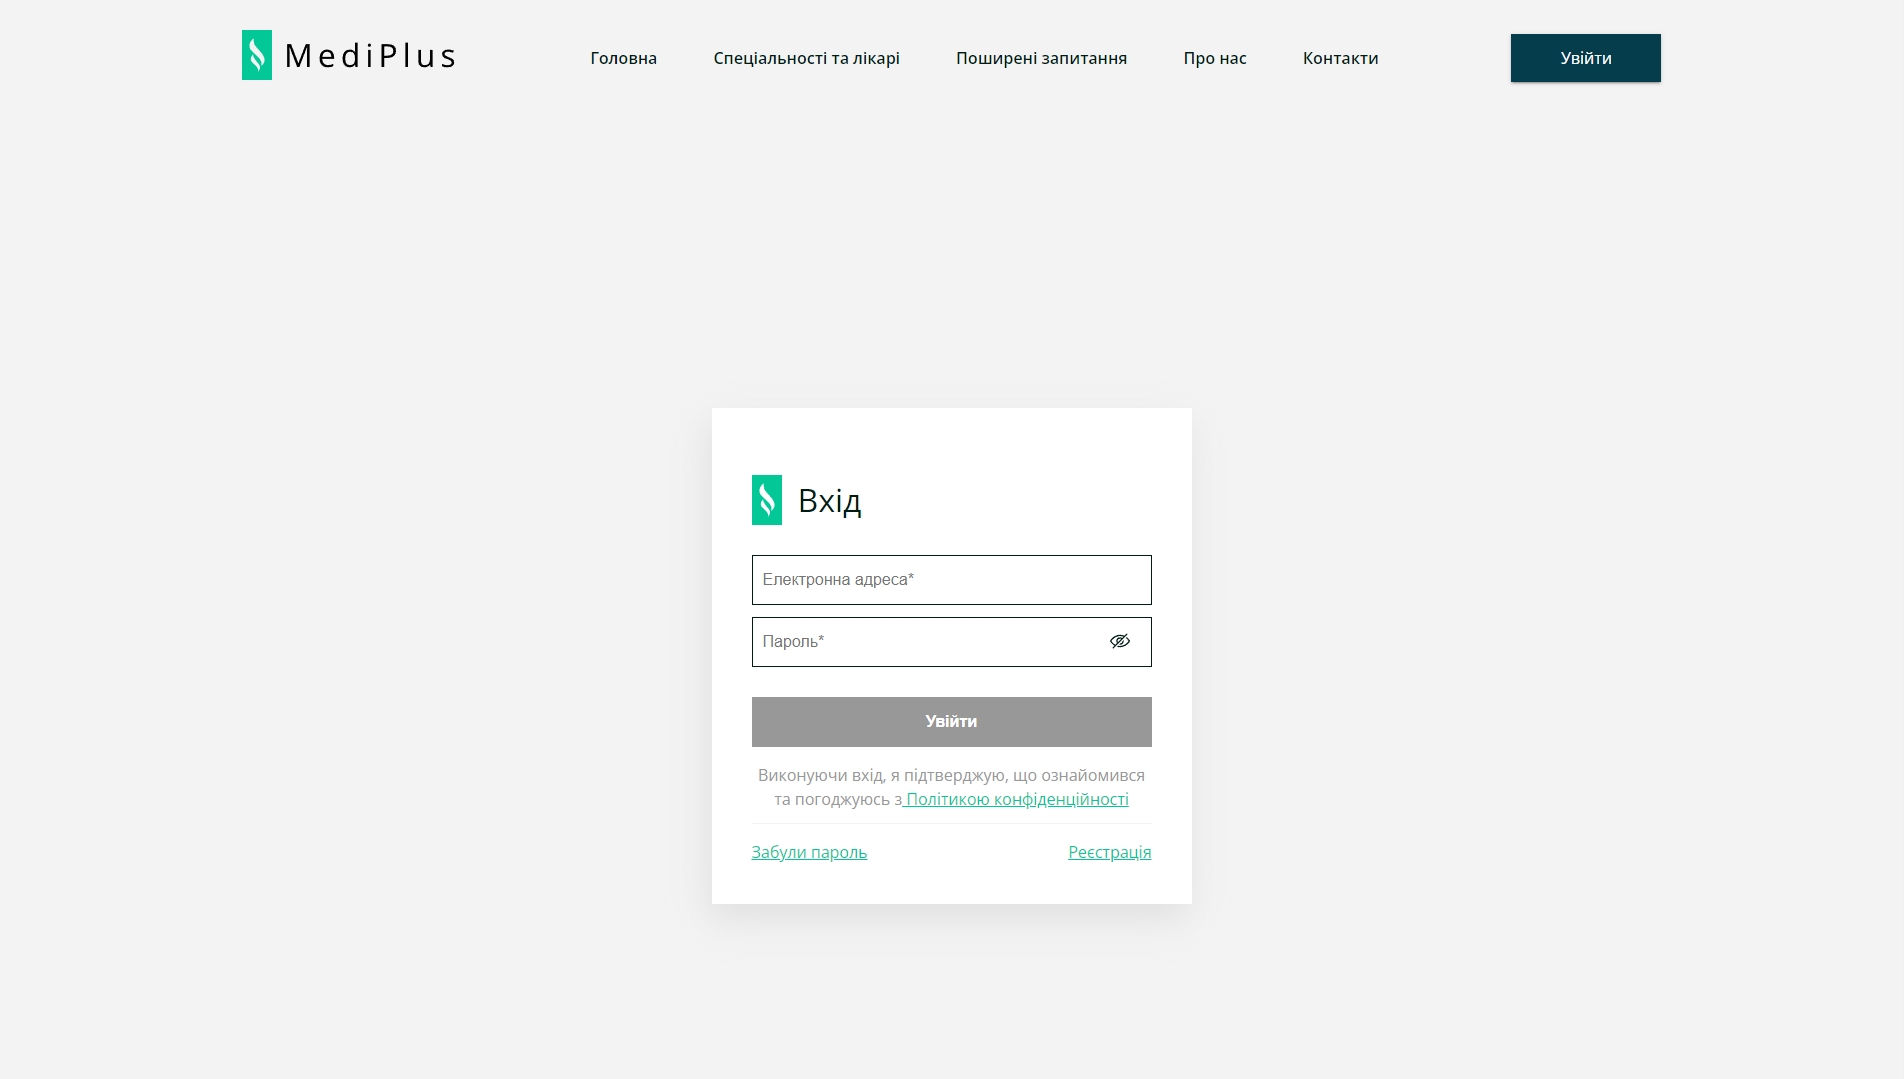 MediPlus
Головна
Спеціальності та лікарі
Поширені запитання
Про нас
Контакти
Увійти
Вхід
Електронна адреса*
Пароль*
Увійти
Виконуючи вхід, я підтверджую, що ознайомився
та погоджуюсь з Політикою конфіденційності
Забули пароль
Реєстрація